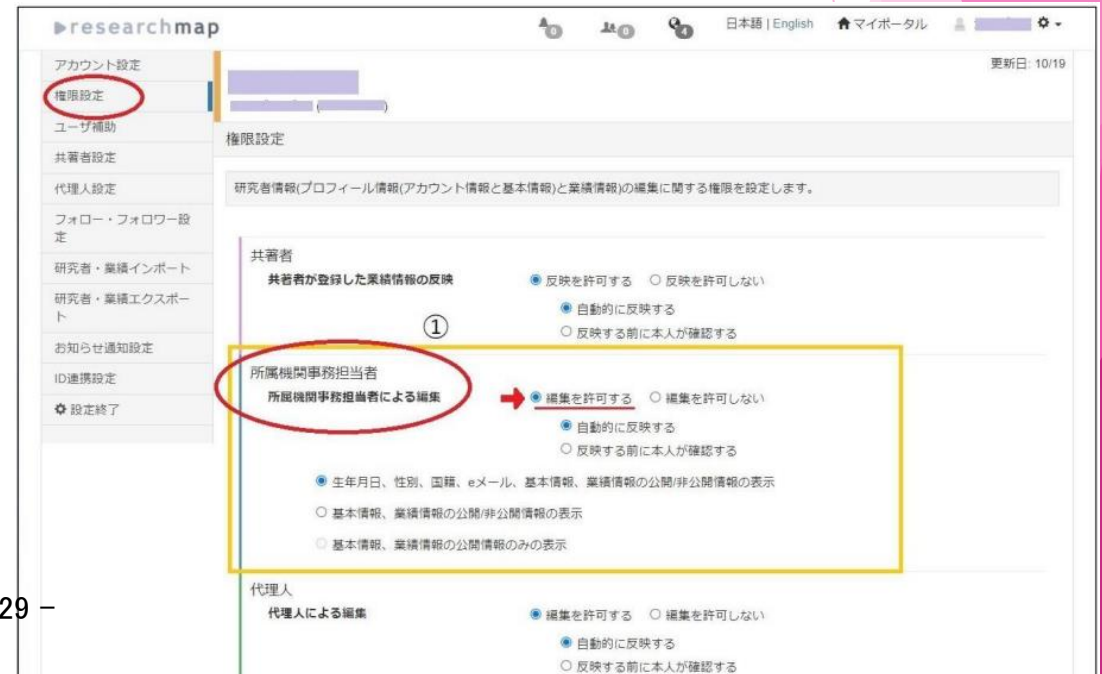 researchmap
0 0 4 日本語 | English マイポータル
更新日: 10/19
アカウント設定
権限設定
ユーザ補助
共著者設定
代理人設定
フォロー・フォロワー設
定
研究者・業績インポート
研究者・業績エクスポー
ト
お知らせ通知設定
ID連携設定
設定終了
権限設定
研究者情報(プロフィール情報(アカウント情報と基本情報)と業績情報)の編集に関する権限を設定します。
共著者
共著者が登録した業績情報の反映 反映を許可する 反映を許可しない
自動的に反映する
反映する前に本人が確認する
①
所属機関事務担当者
所属機関事務担当者による編集 編集を許可する 編集を許可しない
自動的に反映する
反映する前に本人が確認する
生年月日、性別、国籍、eメール、基本情報、業績情報の公開/非公開情報の表示
基本情報、業績情報の公開/非公開情報の表示
基本情報、業績情報の公開情報のみの表示
代理人
代理人による編集 編集を許可する 編集を許可しない
自動的に反映する
反映する前に本人が確認する
29 −